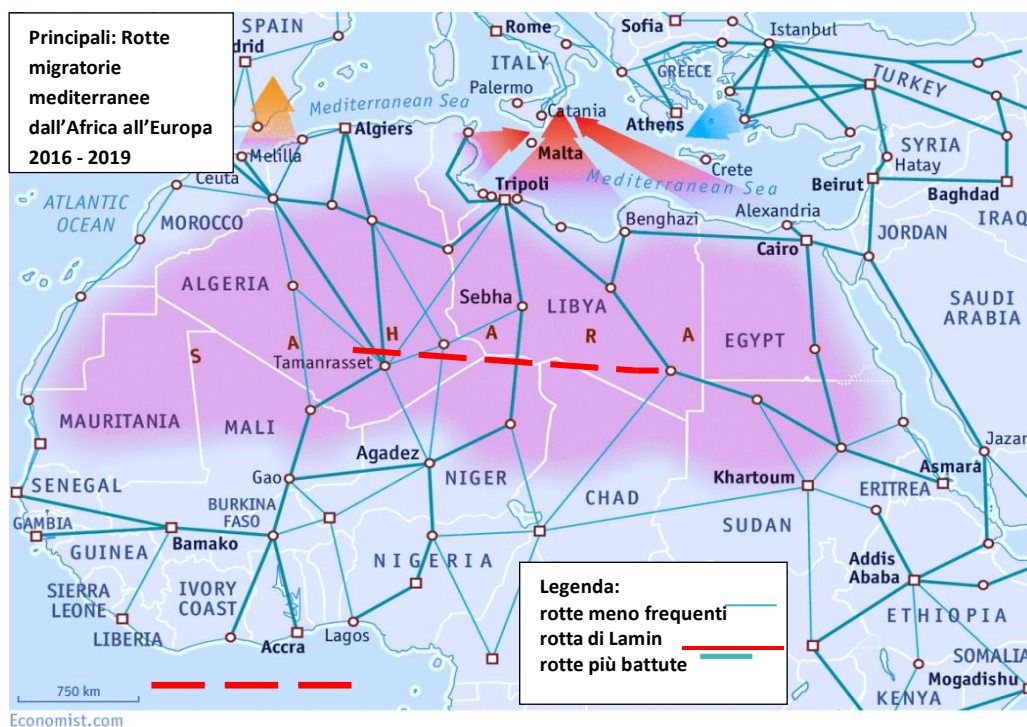 Principali: Rotte
migratorie
mediterranee
dall'Africa all'Europa
2016 - 2019
SPAIN
drid
Rome
ITALY
Sofia
Istanbul
GREECE
TURKEY
Palermo
Mediterranean Sea
Catania
Algiers
Athens
SYRIA
Melilla
Malta
Hatay
Ceuta
Crete
Tripoli
Mediterranean Sea
Beirut
Baghdad
ATLANTIC
OCEAN
MOROCCO
Benghazi
Alexandria
IRAQ
Cairo
JORDAN
ALGERIA
Sebha
LIBYA
SAUDI
ARABIA
S A H A R A
EGYPT
Tamanrasset
MAURITANIA
MALI
Agadez
Jazan
Gao
NIGER
Khartoum
Asmara
SENEGAL
CHAD
ERITREA
BURKINA
FASO
SUDAN
GAMBIA
GUINEA
Bamako
NIGERIA
Addis
Ababa
SIERRA
LEONE
IVORY
COAST
ETHIOPIA
LIBERIA
Accra
Lagos
SOMALIA
Mogadishu
KENYA
Legenda:
rotte meno frequenti
rotta di Lamin
rotte più battute
750 km
Economist.com